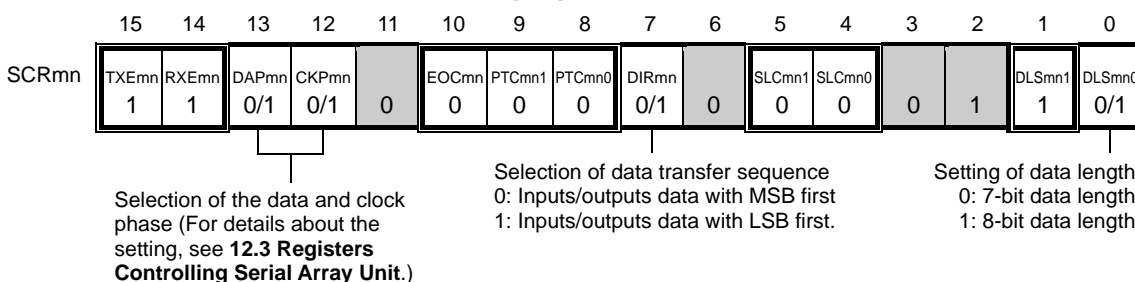 15 14 13 12 11 10 9 8 7 6 5 4 3 2 1 0
SCRmn TXEmn RXEmn DAPmn CKPmn EOCmn PTCmn1 PTCmn0 DIRmn SLCmn1 SLCmn0 DLSmn1 DLSmn0
1 1 0/1 0/1 0 0 0 0 0/1 0 0 0 0 1 1 0/1
Selection of the data and clock
phase (For details about the
setting, see 12.3 Registers
Controlling Serial Array Unit.)
Selection of data transfer sequence
0: Inputs/outputs data with MSB first
1: Inputs/outputs data with LSB first.
Setting of data length
0: 7-bit data length
1: 8-bit data length